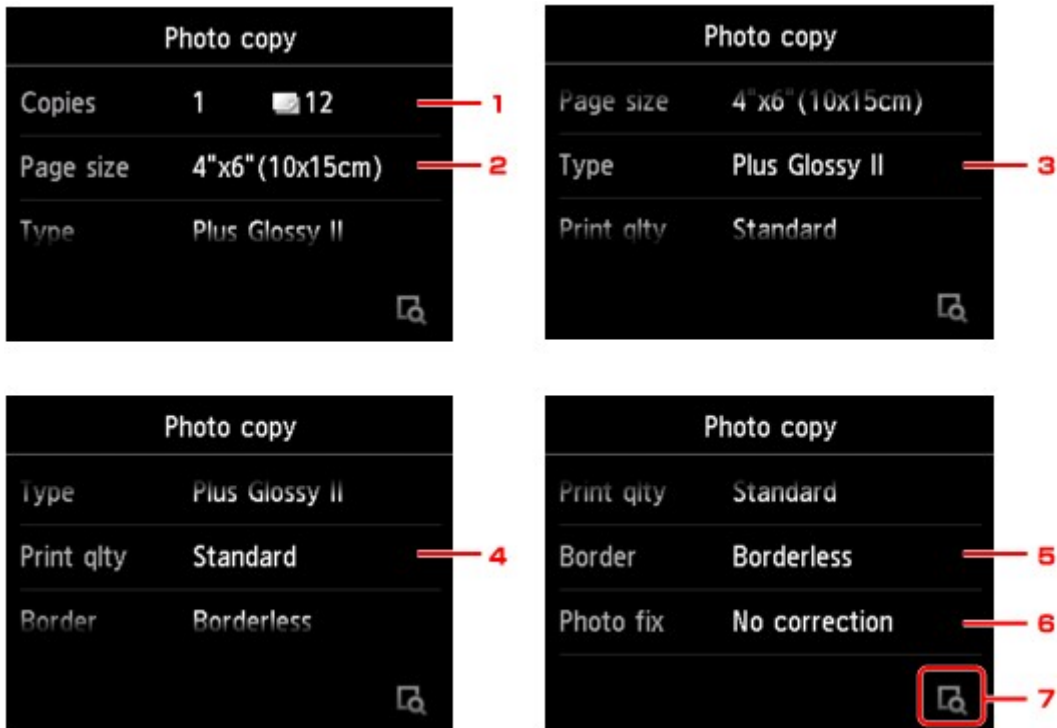 Photo copy
Copies 1 12 1
Page size 4"x6"(10x15cm) 2
Type Plus Glossy II
Photo copy
Page size 4"x6"(10x15cm)
Type Plus Glossy II 3
Print qlty Standard
Photo copy
Type Plus Glossy II
Print qlty Standard 4
Border Borderless
Photo copy
Print qlty Standard
Border Borderless 5
Photo fix No correction 6
7